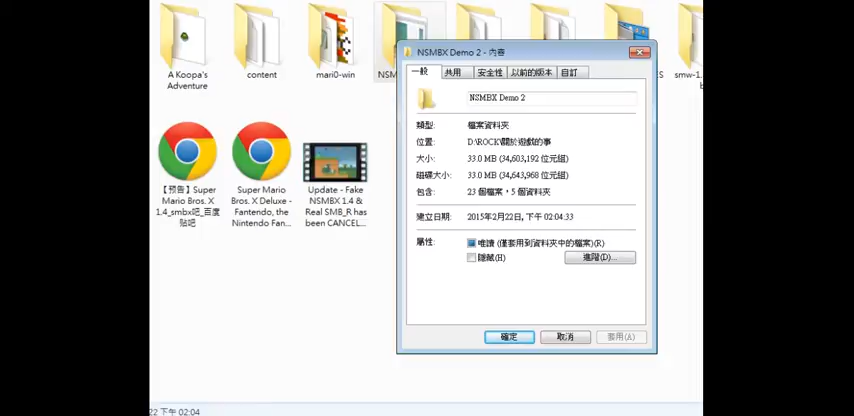 A Koopa's
Adventure
content
mari0-win
NSM
S
smw-1.
【预告】Super
Mario Bros. X
1.4_smbx吧_百度
贴吧
Super Mario
Bros. X Deluxe -
Fantendo, the
Nintendo Fan...
Update - Fake
NSMBX 1.4 &
Real SMB_R has
been CANCEL...
NSMBX Demo 2 - 內容
一般 共用 安全性 以前的版本 自訂
NSMBX Demo 2
類型: 檔案資料夾
位置: D:\ROCK\關於遊戲的事
大小: 33.0 MB (34,603,192 位元組)
磁碟大小: 33.0 MB (34,643,968 位元組)
包含: 23 個檔案，5 個資料夾
建立日期: 2015年2月22日, 下午 02:04:33
屬性: 唯讀 (僅套用到資料夾中的檔案)(R)
隱藏(H) 進階(D)...
確定 取消 套用(A)
22 下午 02:04